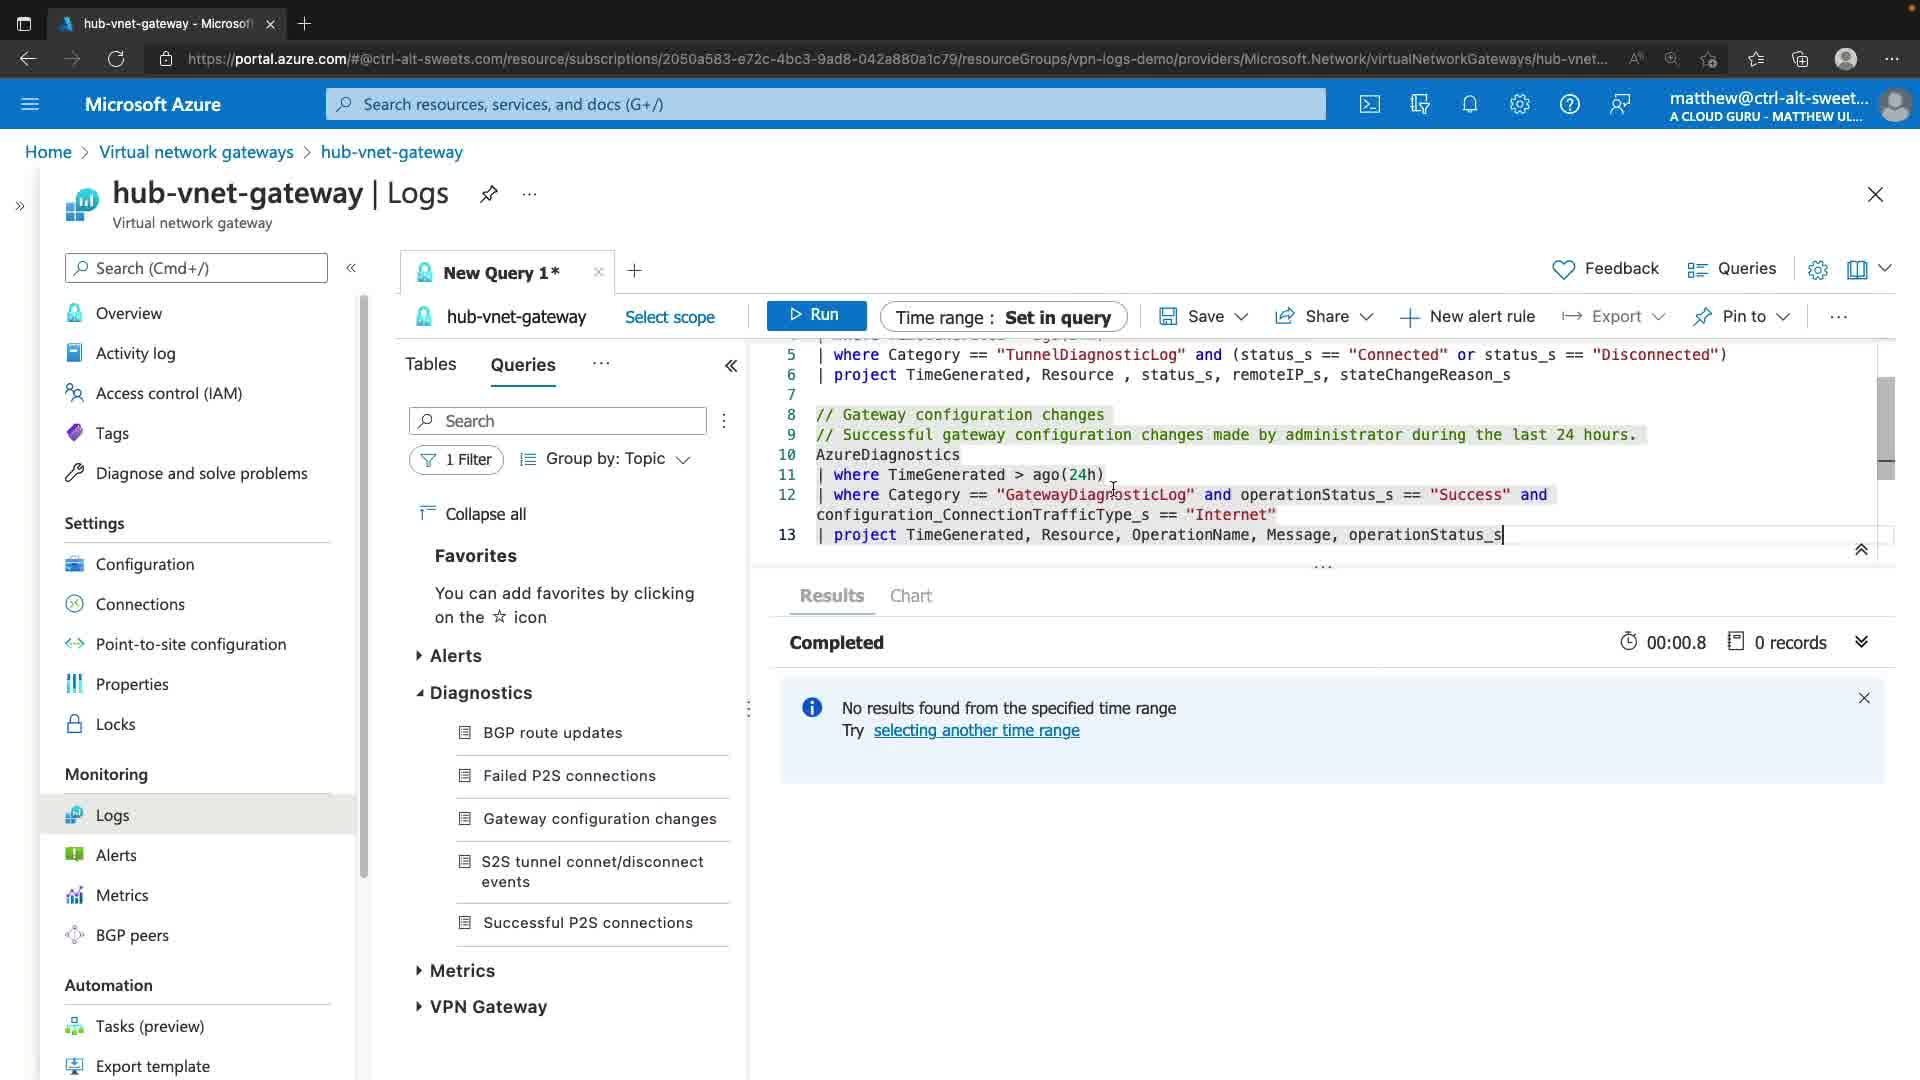 hub-vnet-gateway - Microsof
https://portal.azure.com/#@ctrl-alt-sweets.com/resource/subscriptions/2050a583-e72c-4bc3-9ad8-042a880a1c79/resourceGroups/vpn-logs-demo/providers/Microsoft.Network/virtualNetworkGateways/hub-vnet...
Microsoft Azure
Search resources, services, and docs (G+/)
matthew@ctrl-alt-sweet...
A CLOUD GURU - MATTHEW UL...
Home > Virtual network gateways > hub-vnet-gateway
hub-vnet-gateway | Logs
Virtual network gateway
Search (Cmd+/)
Overview
Activity log
Access control (IAM)
Tags
Diagnose and solve problems
Settings
Configuration
Connections
Point-to-site configuration
Properties
Locks
Monitoring
Logs
Alerts
Metrics
BGP peers
Automation
Tasks (preview)
Export template
New Query 1*
Feedback
Queries
hub-vnet-gateway
Select scope
Run
Time range : Set in query
Save
Share
New alert rule
Export
Pin to
Tables
Queries
Search
1 Filter
Group by: Topic
Collapse all
Favorites
You can add favorites by clicking
on the ☆ icon
Alerts
Diagnostics
BGP route updates
Failed P2S connections
Gateway configuration changes
S2S tunnel connet/disconnect
events
Successful P2S connections
Metrics
VPN Gateway
5 | where Category == "TunnelDiagnosticLog" and (status_s == "Connected" or status_s == "Disconnected")
6 | project TimeGenerated, Resource , status_s, remoteIP_s, stateChangeReason_s
7
8 // Gateway configuration changes
9 // Successful gateway configuration changes made by administrator during the last 24 hours.
10 AzureDiagnostics
11 | where TimeGenerated > ago(24h)
12 | where Category == "GatewayDiagnosticLog" and operationStatus_s == "Success" and
configuration_ConnectionTrafficType_s == "Internet"
13 | project TimeGenerated, Resource, OperationName, Message, operationStatus_s
Results
Chart
Completed
00:00.8
0 records
No results found from the specified time range
Try selecting another time range